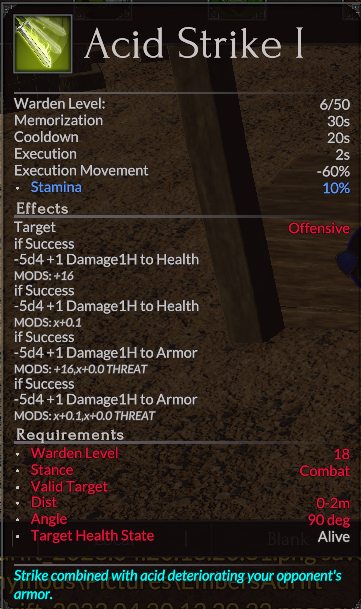 Acid Strike I
Warden Level: 6/50
Memorization 30s
Cooldown 20s
Execution 2s
Execution Movement -60%
• Stamina 10%
Effects
Target Offensive
if Success
-5d4 +1 Damage1H to Health
MODS: +16
if Success
-5d4 +1 Damage1H to Health
MODS: x+0.1
if Success
-5d4 +1 Damage1H to Armor
MODS: +16,x+0.0 THREAT
if Success
-5d4 +1 Damage1H to Armor
MODS: x+0.1,x+0.0 THREAT
Requirements
• Warden Level 18
• Stance Combat
• Valid Target
• Dist 0-2m
• Angle 90 deg
• Target Health State Alive
Blank
Strike combined with acid deteriorating your opponent's
armor.